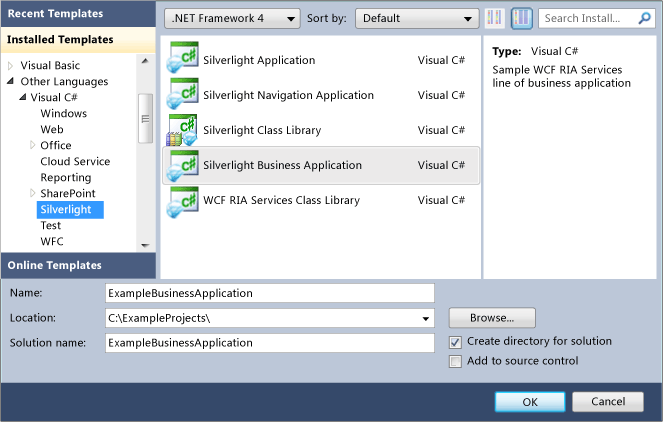 Recent Templates
Installed Templates
Visual Basic
Other Languages
Visual C#
Windows
Web
Office
Cloud Service
Reporting
SharePoint
Silverlight
Test
WFC
Online Templates
.NET Framework 4 Sort by: Default Search Install...
Silverlight Application Visual C#
Silverlight Navigation Application Visual C#
Silverlight Class Library Visual C#
Silverlight Business Application Visual C#
WCF RIA Services Class Library Visual C#
Type: Visual C#
Sample WCF RIA Services
line of business application
Name: ExampleBusinessApplication
Location: C:\ExampleProjects\ Browse...
Solution name: ExampleBusinessApplication
Create directory for solution
Add to source control
OK Cancel